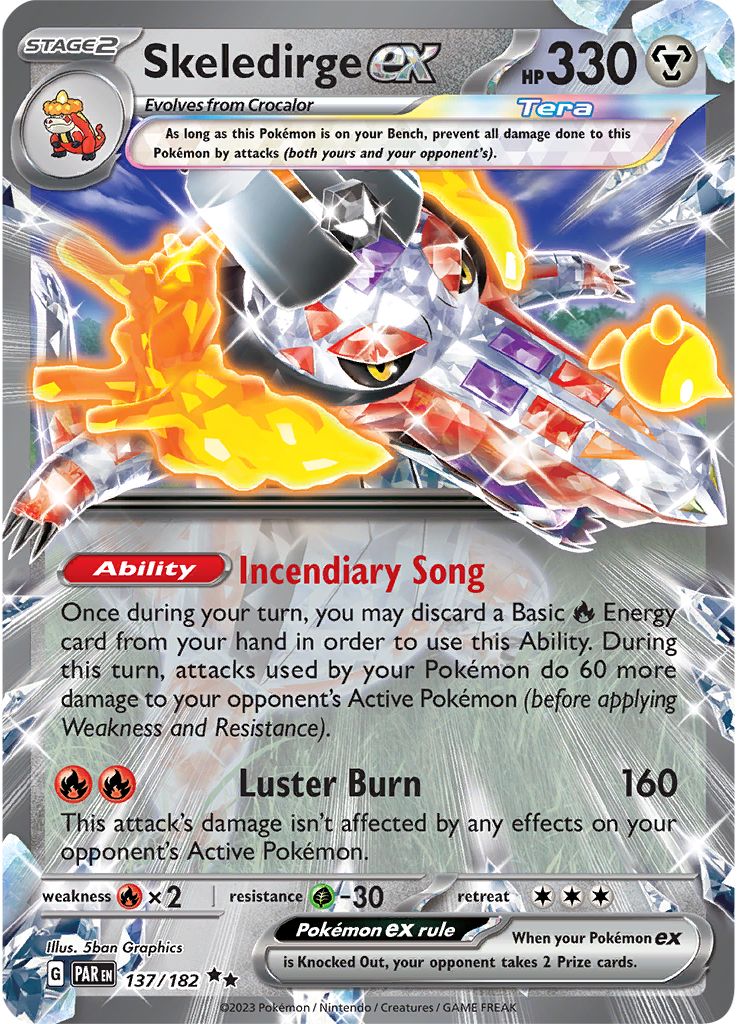 STAGE2
Skeledirge ex
HP 330
Evolves from Crocalor
Tera
As long as this Pokémon is on your Bench, prevent all damage done to this
Pokémon by attacks (both yours and your opponent's).
Ability Incendiary Song
Once during your turn, you may discard a Basic Energy
card from your hand in order to use this Ability. During
this turn, attacks used by your Pokémon do 60 more
damage to your opponent's Active Pokémon (before applying
Weakness and Resistance).
Luster Burn 160
This attack's damage isn't affected by any effects on your
opponent's Active Pokémon.
weakness ×2 resistance -30 retreat
Illus. 5ban Graphics
Pokémon ex rule
When your Pokémon ex
is Knocked Out, your opponent takes 2 Prize cards.
G PAR EN 137/182
©2023 Pokémon / Nintendo / Creatures / GAME FREAK